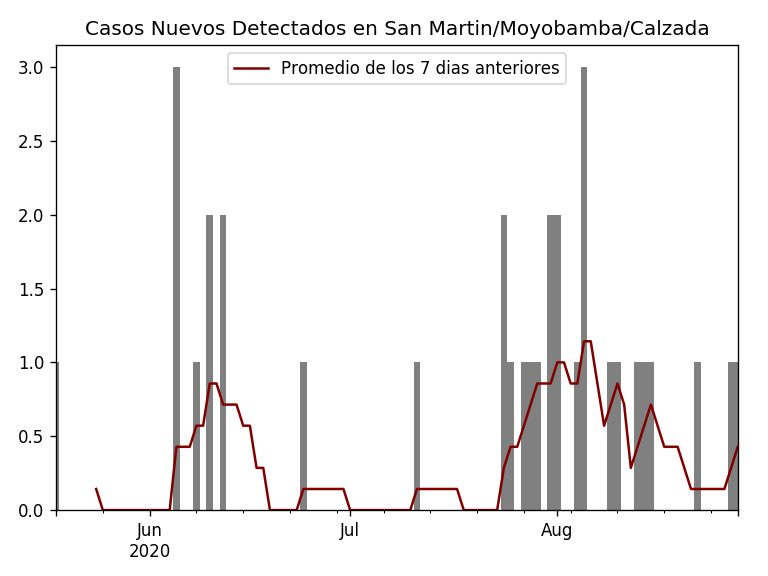 Casos Nuevos Detectados en San Martin/Moyobamba/Calzada
Promedio de los 7 dias anteriores
3.0
2.5
2.0
1.5
1.0
0.5
0.0
Jun
2020
Jul
Aug